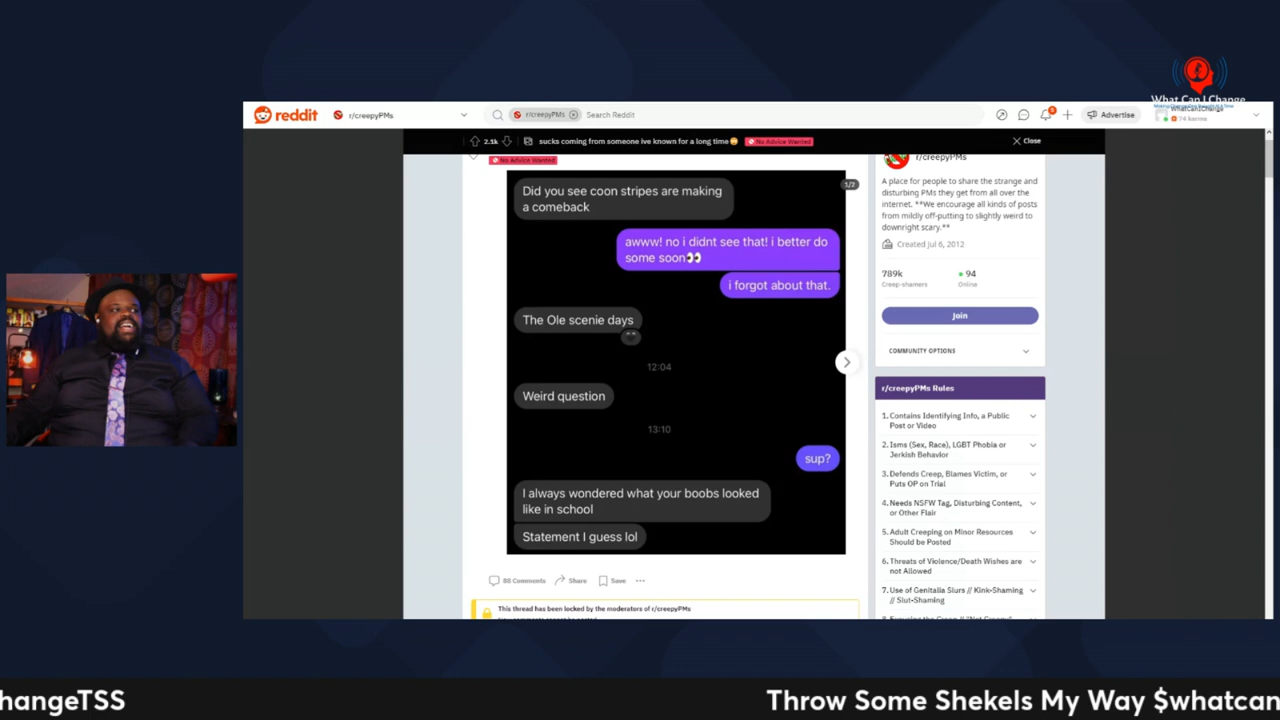 What Can I Change
reddit
r/creepyPMs
r/creepyPMs
Search Reddit
Advertise
WhatCanIChange
74 karma
2.1k
sucks coming from someone ive known for a long time🙄
No Advice Wanted
Close
No Advice Wanted
1/2
Did you see coon stripes are making
a comeback
awww! no i didnt see that! i better do
some soon👀
i forgot about that.
The Ole scenie days
12:04
Weird question
13:10
sup?
I always wondered what your boobs looked
like in school
Statement I guess lol
88 Comments
Share
Save
This thread has been locked by the moderators of r/creepyPMs
r/creepyPMs
A place for people to share the strange and
disturbing PMs they get from all over the
internet. **We encourage all kinds of posts
from mildly off-putting to slightly weird to
downright scary.**
Created Jul 6, 2012
789k
Creep-shamers
94
Online
Join
COMMUNITY OPTIONS
r/creepyPMs Rules
1. Contains Identifying Info, a Public
Post or Video
2. Isms (Sex, Race), LGBT Phobia or
Jerkish Behavior
3. Defends Creep, Blames Victim, or
Puts OP on Trial
4. Needs NSFW Tag, Disturbing Content,
or Other Flair
5. Adult Creeping on Minor Resources
Should be Posted
6. Threats of Violence/Death Wishes are
not Allowed
7. Use of Genitalia Slurs // Kink-Shaming
// Slut-Shaming
hangeTSS
Throw Some Shekels My Way $whatcan